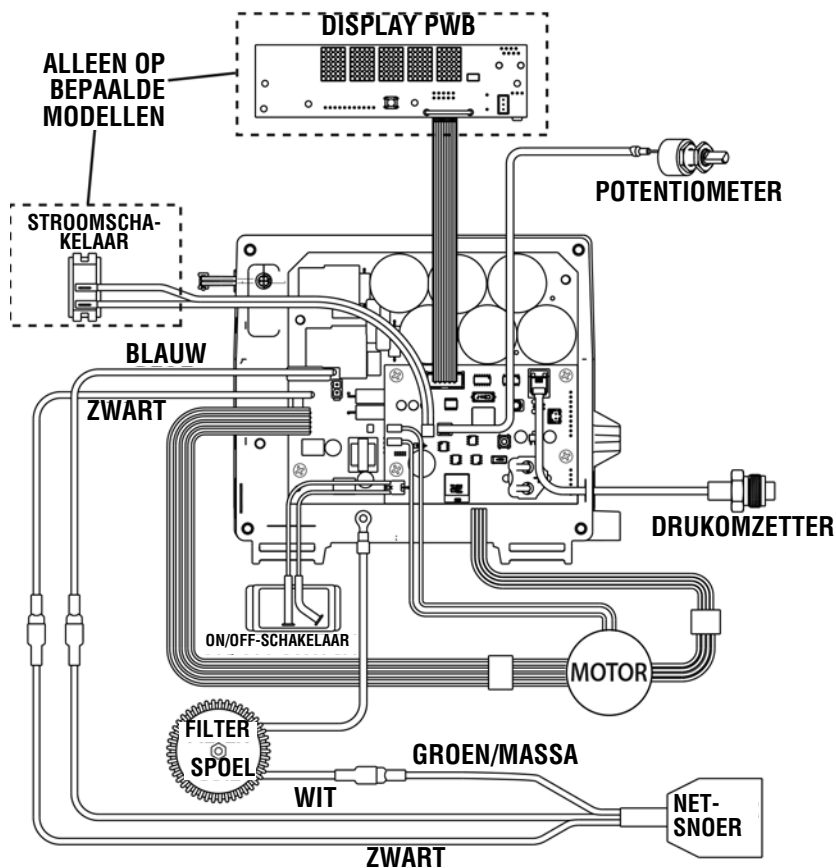 DISPLAY PWB
ALLEEN OP
BEPAALDE
MODELLEN
POTENTIOMETER
STROOMSCHA-
KELAAR
BLAUW
ZWART
DRUKOMZETTER
ON/OFF-SCHAKELAAR
MOTOR
FILTER
SPOEL
GROEN/MASSA
WIT
NET-
SNOER
ZWART